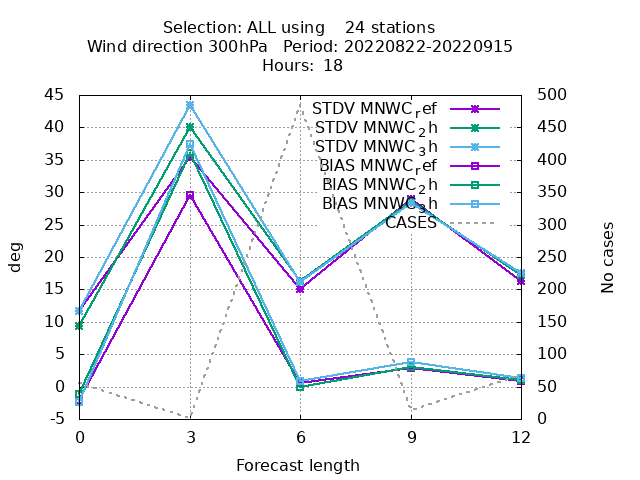 Selection: ALL using    24 stations
Wind direction 300hPa   Period: 20220822-20220915
Hours: 18
STDV MNWC_ref
STDV MNWC_2h
STDV MNWC_3h
BIAS MNWC_ref
BIAS MNWC_2h
BIAS MNWC_3h
CASES
45
40
35
30
25
20
15
10
5
0
-5
deg
500
450
400
350
300
250
200
150
100
50
0
No cases
0 3 6 9 12
Forecast length